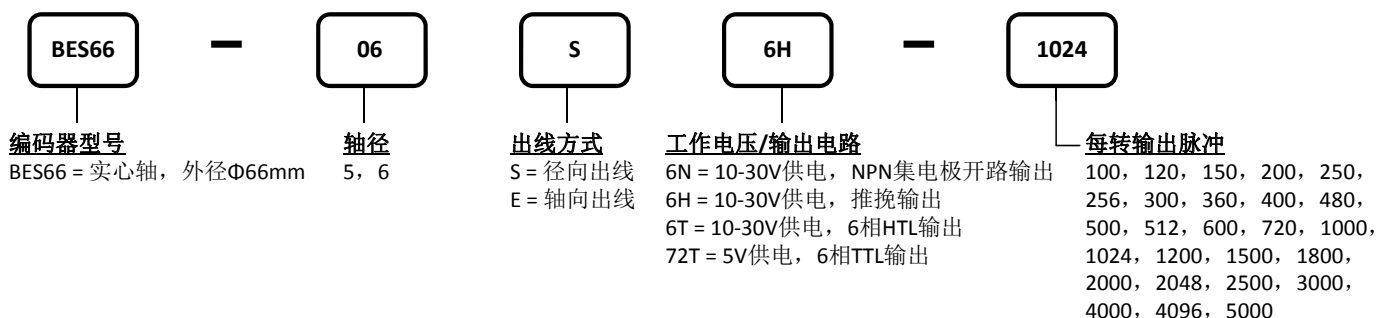 BES66 — 06 S 6H — 1024
编码器型号 轴径 出线方式 工作电压/输出电路 每转输出脉冲
BES66 = 实心轴，外径Φ66mm 5，6 S = 径向出线 6N = 10-30V供电，NPN集电极开路输出 100，120，150，200，250，
E = 轴向出线 6H = 10-30V供电，推挽输出 256，300，360，400，480，
6T = 10-30V供电，6相HTL输出 500，512，600，720，1000，
72T = 5V供电，6相TTL输出 1024，1200，1500，1800，
2000，2048，2500，3000，
4000，4096，5000